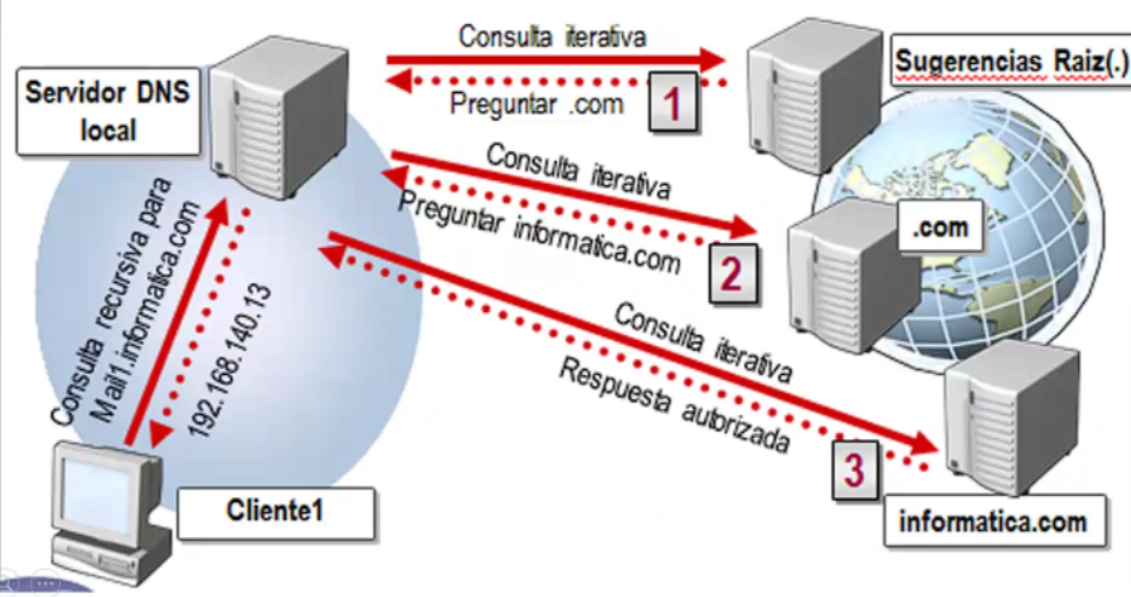 Consulta iterativa
Sugerencias Raiz(.)
Servidor DNS
local
Preguntar .com
1
Consulta iterativa
Preguntar informatica.com
.com
2
Consulta recursiva para
Mail1.informatica.com
192.168.140.13
Consulta iterativa
Respuesta autorizada
3
Cliente1
informatica.com